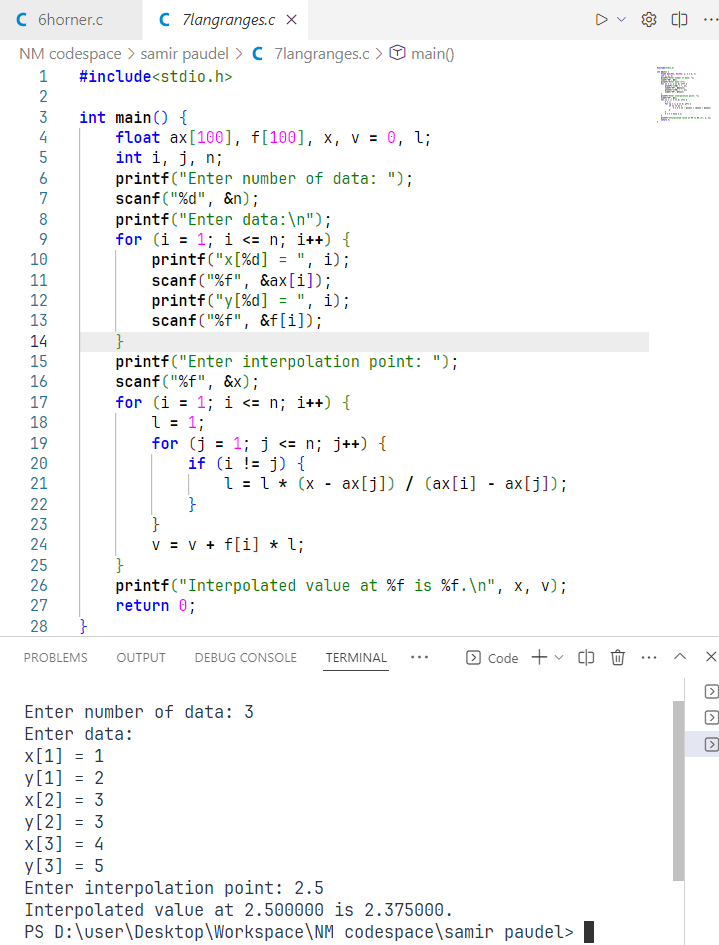 C 6horner.c C 7langranges.c × ...
NM codespace > samir paudel > C 7langranges.c > main()
1 #include<stdio.h>
2
3 int main() {
4 float ax[100], f[100], x, v = 0, l;
5 int i, j, n;
6 printf("Enter number of data: ");
7 scanf("%d", &n);
8 printf("Enter data:\n");
9 for (i = 1; i <= n; i++) {
10 printf("x[%d] = ", i);
11 scanf("%f", &ax[i]);
12 printf("y[%d] = ", i);
13 scanf("%f", &f[i]);
14 }
15 printf("Enter interpolation point: ");
16 scanf("%f", &x);
17 for (i = 1; i <= n; i++) {
18 l = 1;
19 for (j = 1; j <= n; j++) {
20 if (i != j) {
21 l = l * (x - ax[j]) / (ax[i] - ax[j]);
22 }
23 }
24 v = v + f[i] * l;
25 }
26 printf("Interpolated value at %f is %f.\n", x, v);
27 return 0;
28 }
PROBLEMS OUTPUT DEBUG CONSOLE TERMINAL ... Code
Enter number of data: 3
Enter data:
x[1] = 1
y[1] = 2
x[2] = 3
y[2] = 3
x[3] = 4
y[3] = 5
Enter interpolation point: 2.5
Interpolated value at 2.500000 is 2.375000.
PS D:\user\Desktop\Workspace\NM codespace\samir paudel>